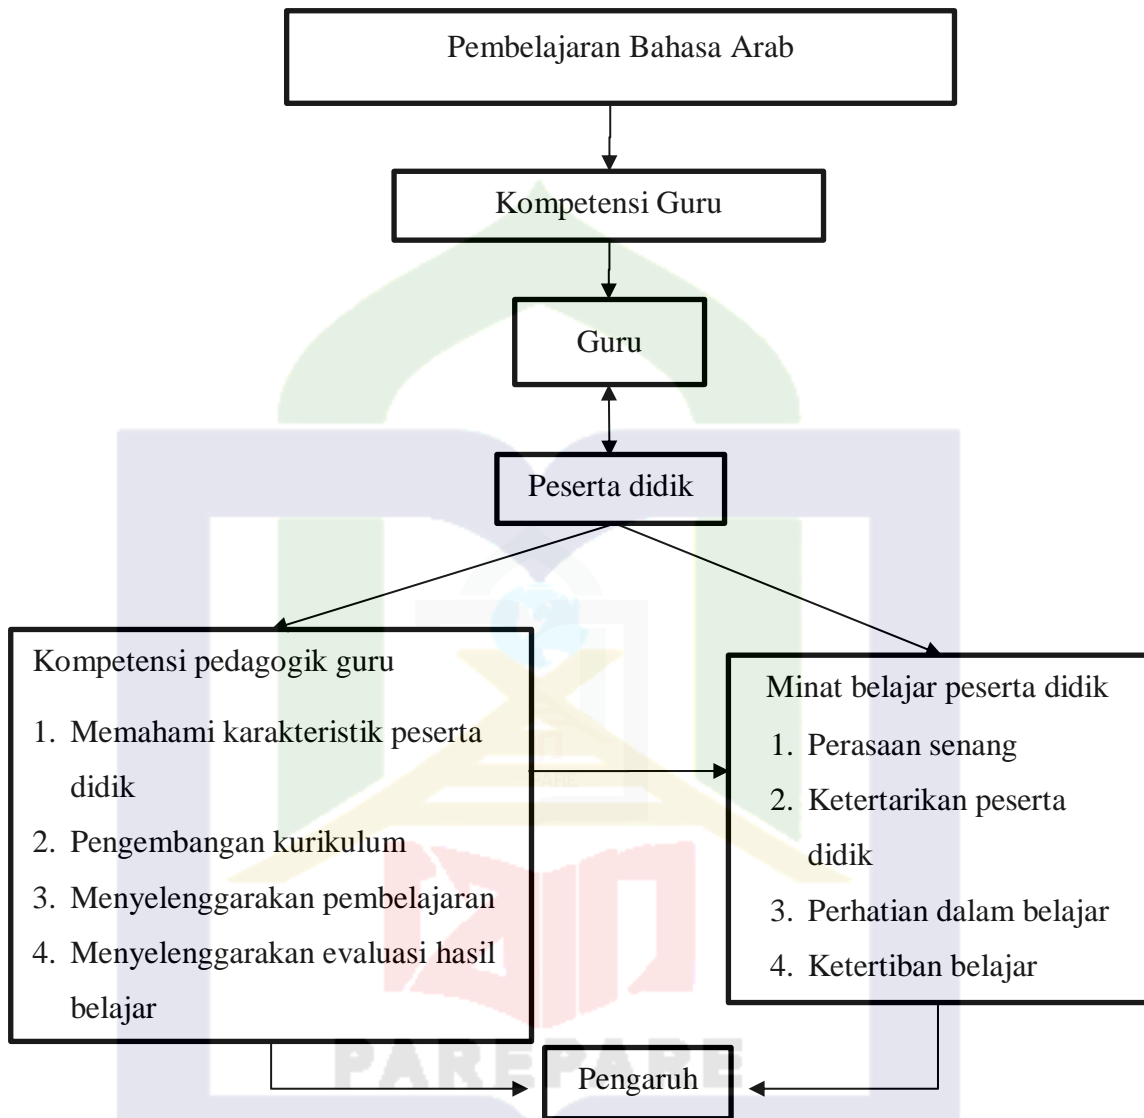 Pembelajaran Bahasa Arab
Kompetensi Guru
Guru
Peserta didik
Kompetensi pedagogik guru
1. Memahami karakteristik peserta
didik
2. Pengembangan kurikulum
3. Menyelenggarakan pembelajaran
4. Menyelenggarakan evaluasi hasil
belajar
Minat belajar peserta didik
1. Perasaan senang
2. Ketertarikan peserta
didik
3. Perhatian dalam belajar
4. Ketertiban belajar
Pengaruh
PAREPARE